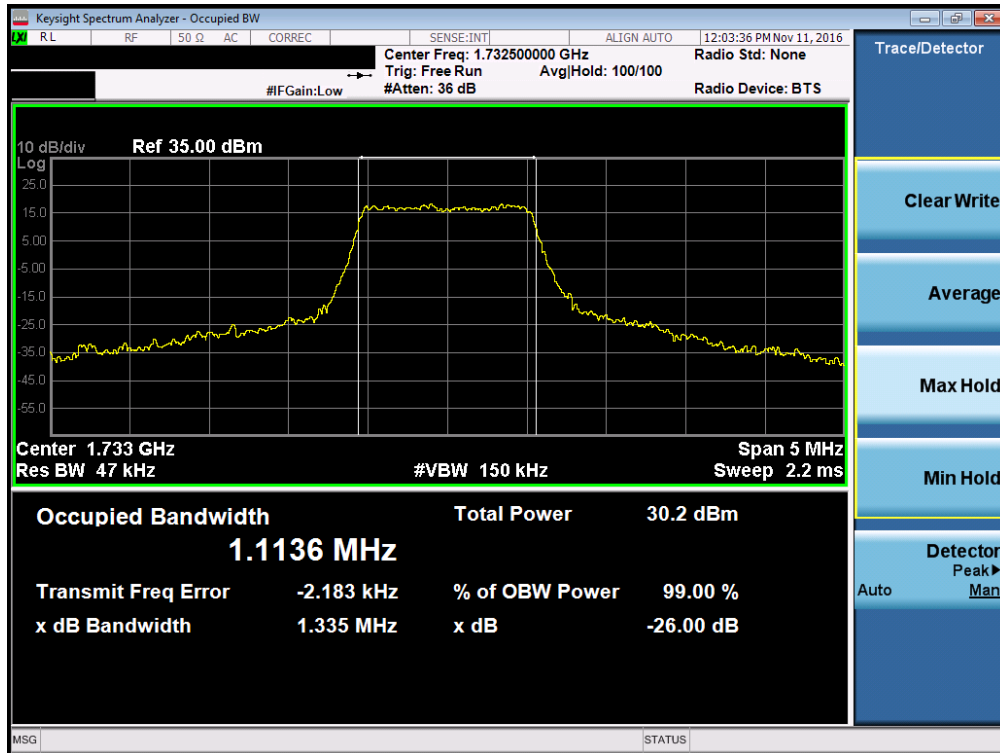 Keysight Spectrum Analyzer - Occupied BW
LXI RL RF 50 Ω AC CORREC SENSE:INT ALIGN AUTO 12:03:36 PM Nov 11, 2016
Center Freq: 1.732500000 GHz Radio Std: None
Trig: Free Run Avg|Hold: 100/100
#IFGain:Low #Atten: 36 dB Radio Device: BTS
Trace/Detector
10 dB/div Ref 35.00 dBm
Log
25.0
15.0
5.00
-5.00
-15.0
-25.0
-35.0
-45.0
-55.0
Center 1.733 GHz Span 5 MHz
Res BW 47 kHz #VBW 150 kHz Sweep 2.2 ms
Occupied Bandwidth Total Power 30.2 dBm
1.1136 MHz
Transmit Freq Error -2.183 kHz % of OBW Power 99.00 %
x dB Bandwidth 1.335 MHz x dB -26.00 dB
Clear Write
Average
Max Hold
Min Hold
Detector
Peak▶
Auto Man
MSG STATUS